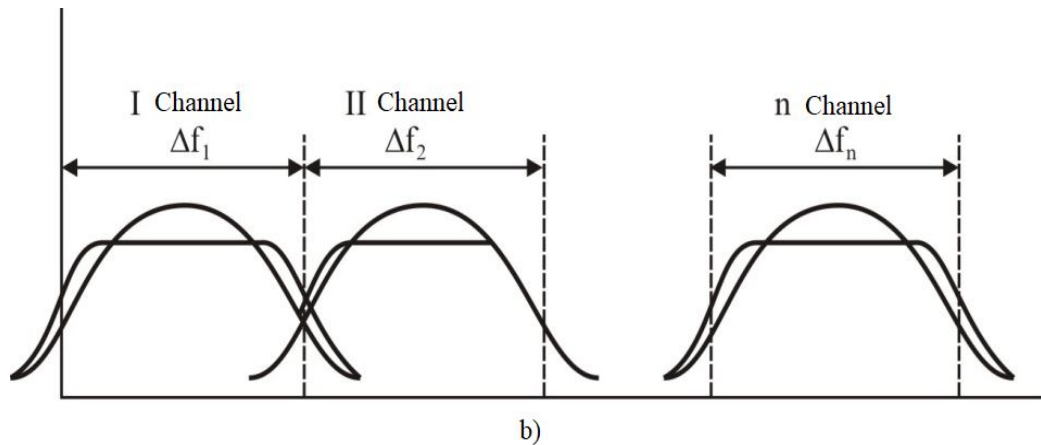 I Channel
Δf₁
II Channel
Δf₂
n Channel
Δfₙ
b)